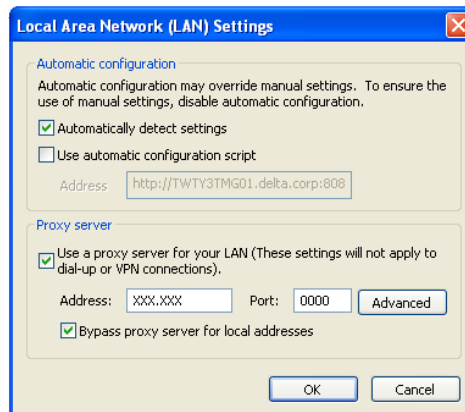 Local Area Network (LAN) Settings
Automatic configuration
Automatic configuration may override manual settings. To ensure the
use of manual settings, disable automatic configuration.
Automatically detect settings
Use automatic configuration script
Address http://TWTY3TMG01.delta.corp:808
Proxy server
Use a proxy server for your LAN (These settings will not apply to
dial-up or VPN connections).
Address: XXX.XXX Port: 0000 Advanced
Bypass proxy server for local addresses
OK Cancel